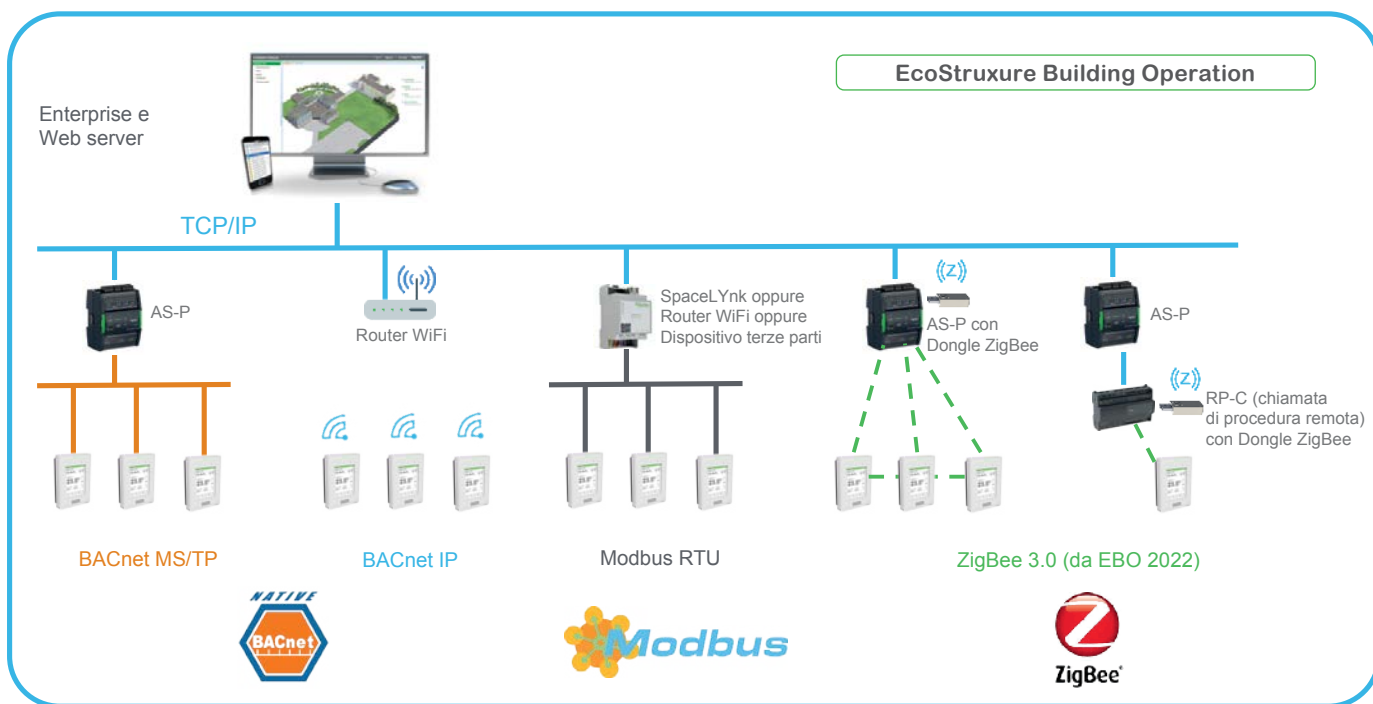 EcoStruxure Building Operation
Enterprise e
Web server
TCP/IP
AS-P
Router WiFi
SpaceLYnk oppure
Router WiFi oppure
Dispositivo terze parti
((Z))
AS-P con
Dongle ZigBee
AS-P
((Z))
RP-C (chiamata
di procedura remota)
con Dongle ZigBee
BACnet MS/TP
BACnet IP
Modbus RTU
ZigBee 3.0 (da EBO 2022)
NATIVE
BACnet
Modbus
Z
ZigBee®